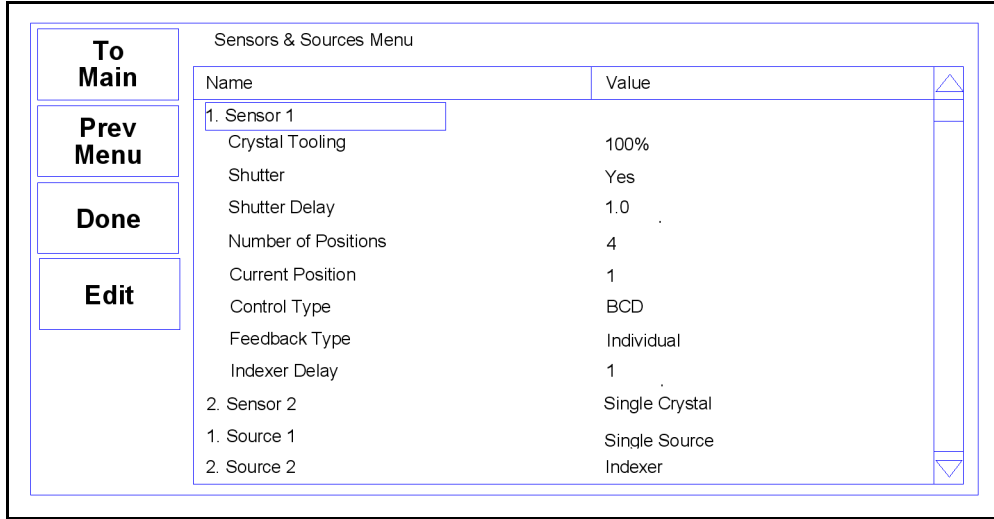 To Main
Prev Menu
Done
Edit
Sensors & Sources Menu
Name Value
1. Sensor 1
Crystal Tooling 100%
Shutter Yes
Shutter Delay 1.0
Number of Positions 4
Current Position 1
Control Type BCD
Feedback Type Individual
Indexer Delay 1
2. Sensor 2 Single Crystal
1. Source 1 Single Source
2. Source 2 Indexer